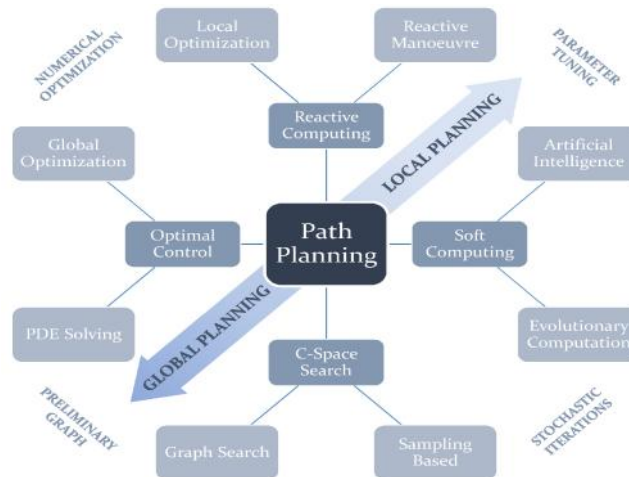 Local
Optimization
Reactive
Manoeuvre
NUMERICAL
OPTIMIZATION
PARAMETER
TUNING
Reactive
Computing
LOCAL PLANNING
Global
Optimization
Artificial
Intelligence
Optimal
Control
Path
Planning
Soft
Computing
GLOBAL PLANNING
PDE Solving
C-Space
Search
Evolutionary
Computation
PRELIMINARY
GRAPH
Graph Search
Sampling
Based
STOCHASTIC
ITERATIONS